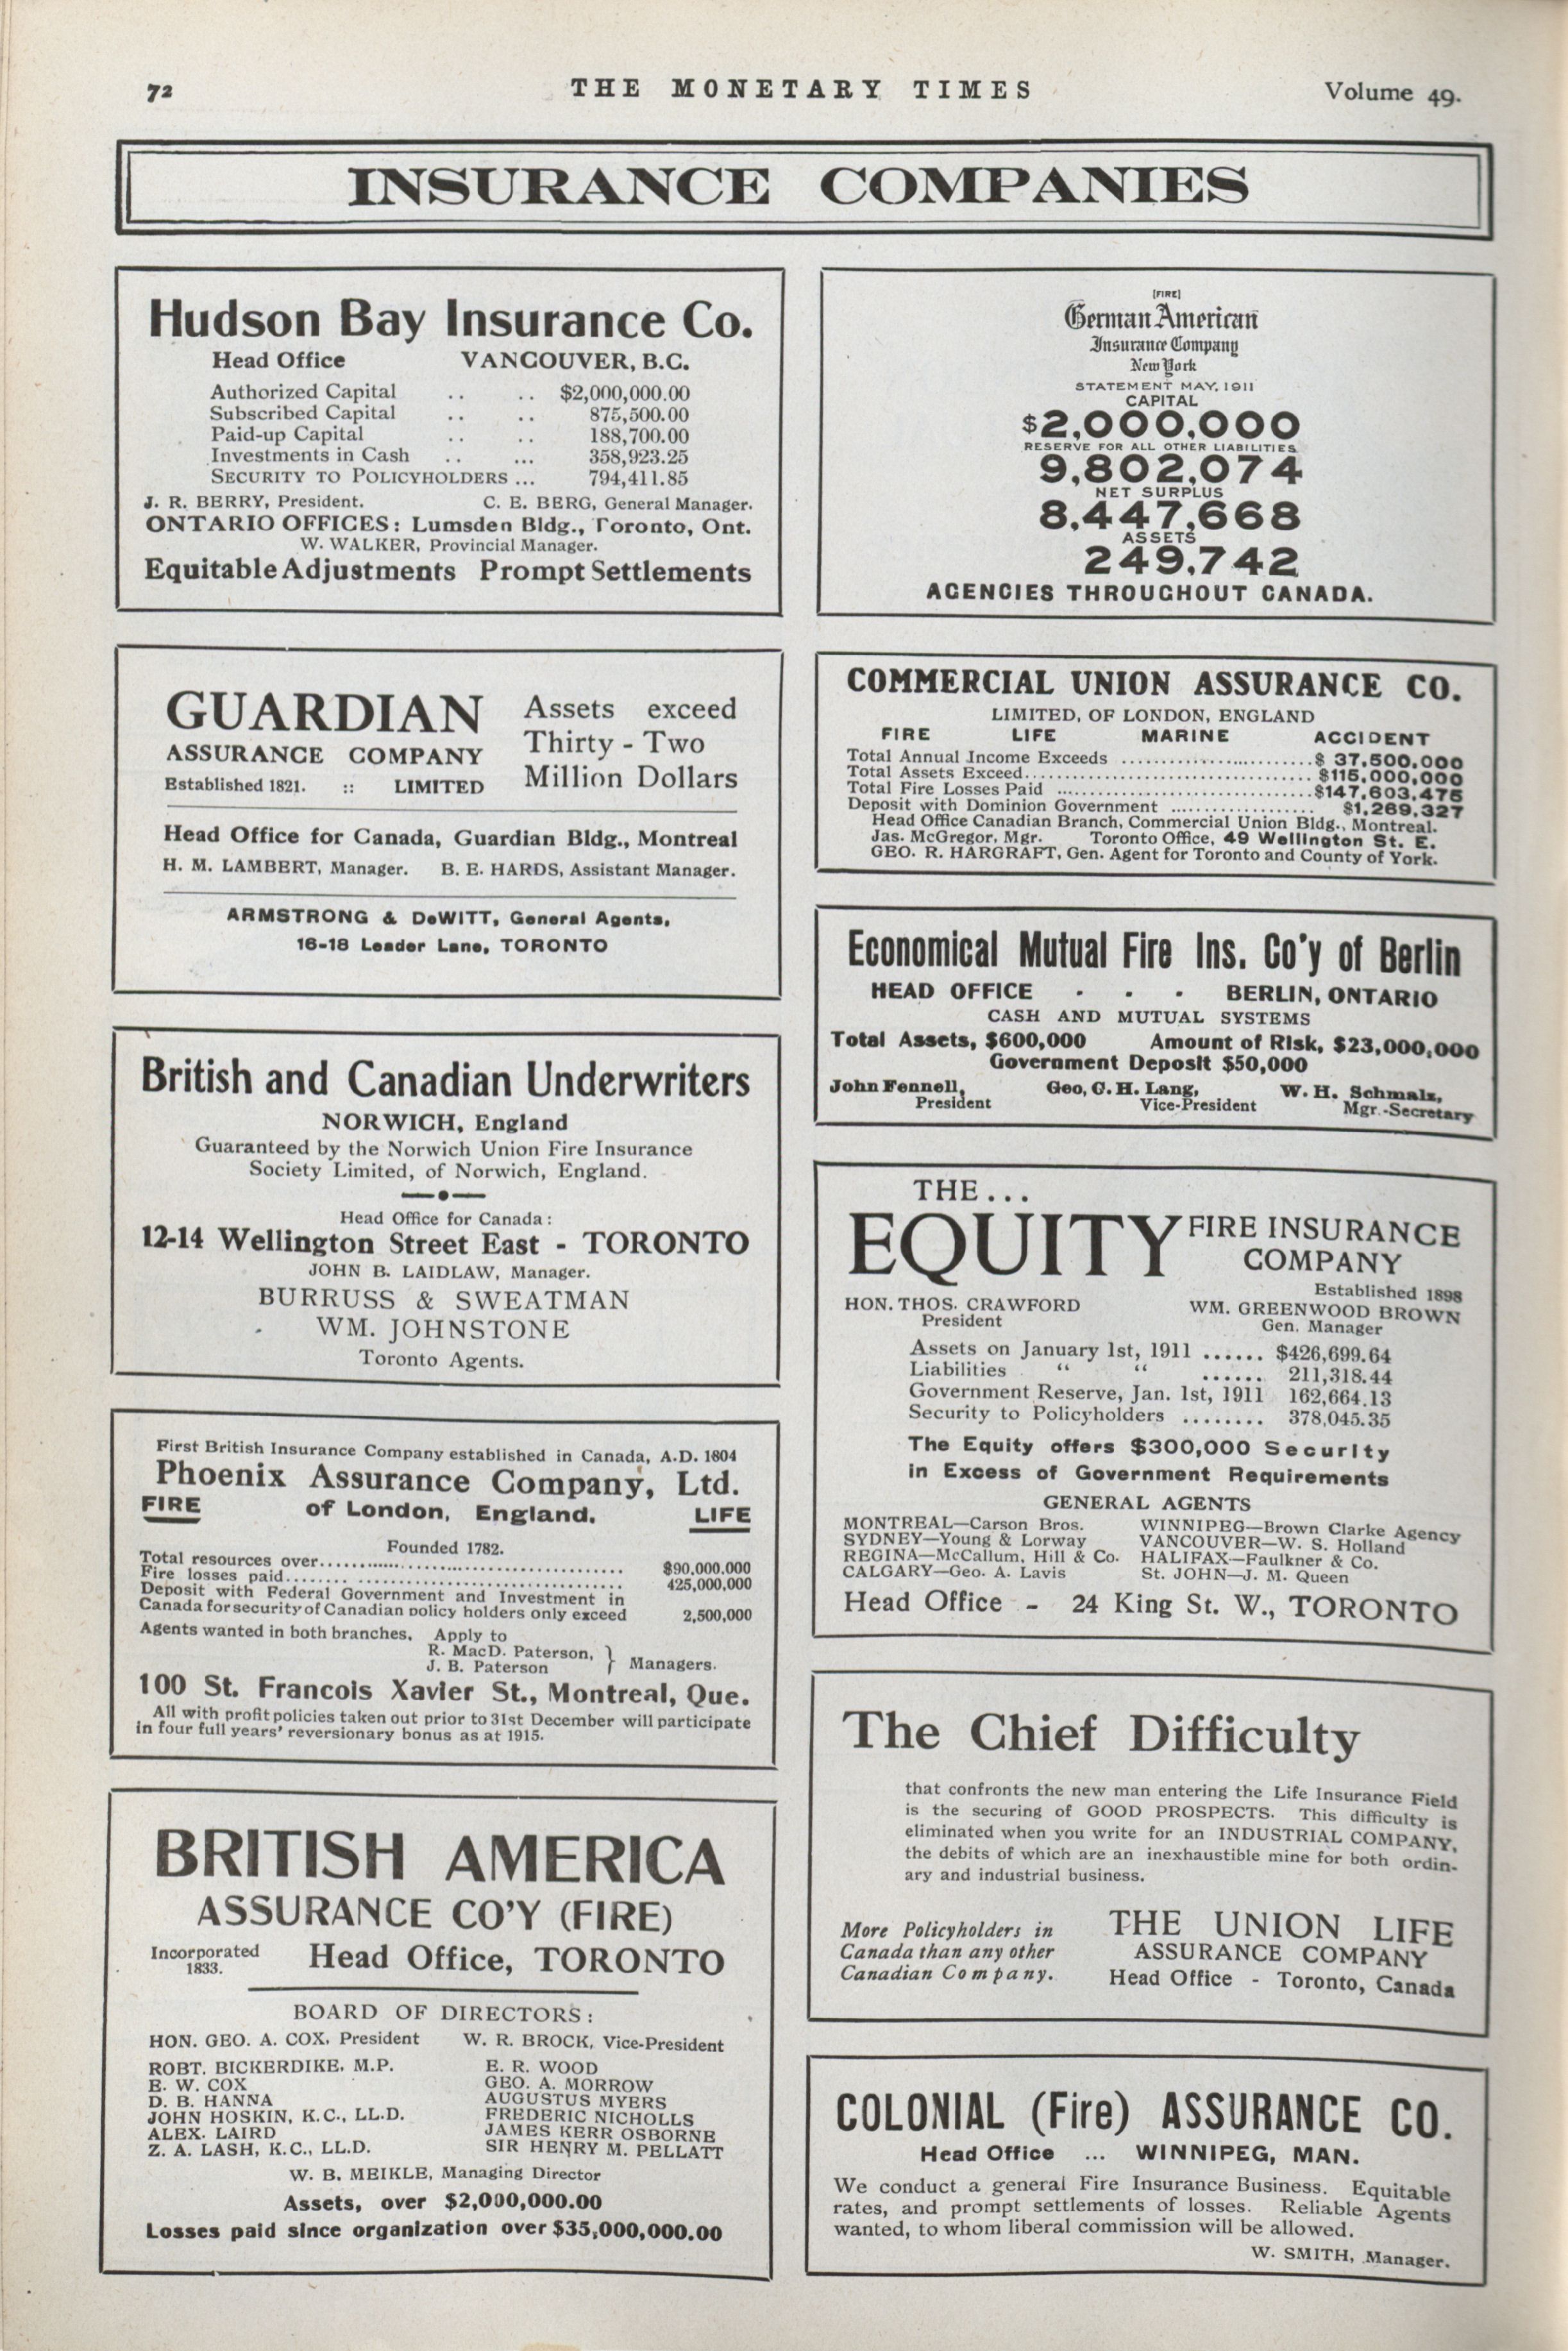 72
THE MONETARY TIMES
Volume 49.
INSURANCE COMPANIES
Hudson Bay Insurance Co.
Head Office VANCOUVER, B.C.
Authorized Capital .. .. $2,000,000.00
Subscribed Capital .. .. 875,500.00
Paid-up Capital .. .. 188,700.00
Investments in Cash .. ... 358,923.25
SECURITY TO POLICYHOLDERS ... 794,411.85
J. R. BERRY, President. C. E. BERG, General Manager.
ONTARIO OFFICES: Lumsden Bldg., Toronto, Ont.
W. WALKER, Provincial Manager.
Equitable Adjustments Prompt Settlements
GUARDIAN
ASSURANCE COMPANY
Established 1821. :: LIMITED
Assets exceed
Thirty - Two
Million Dollars
Head Office for Canada, Guardian Bldg., Montreal
H. M. LAMBERT, Manager. B. E. HARDS, Assistant Manager.
ARMSTRONG & DeWITT, General Agents,
16-18 Leader Lane, TORONTO
British and Canadian Underwriters
NORWICH, England
Guaranteed by the Norwich Union Fire Insurance
Society Limited, of Norwich, England.
Head Office for Canada:
12-14 Wellington Street East - TORONTO
JOHN B. LAIDLAW, Manager.
BURRUSS & SWEATMAN
WM. JOHNSTONE
Toronto Agents.
First British Insurance Company established in Canada, A.D. 1804
Phoenix Assurance Company, Ltd.
FIRE of London, England. LIFE
Founded 1782.
Total resources over........................................ $90,000,000
Fire losses paid........ ........................................ 425,000,000
Deposit with Federal Government and Investment in
Canada for security of Canadian policy holders only exceed 2,500,000
Agents wanted in both branches. Apply to
R. MacD. Paterson, }
J. B. Paterson } Managers.
100 St. Francois Xavier St., Montreal, Que.
All with profit policies taken out prior to 31st December will participate
in four full years' reversionary bonus as at 1915.
BRITISH AMERICA
ASSURANCE CO'Y (FIRE)
Incorporated
1833.
Head Office, TORONTO
BOARD OF DIRECTORS:
HON. GEO. A. COX, President W. R. BROCK, Vice-President
ROBT. BICKERDIKE, M.P. E. R. WOOD
E. W. COX GEO. A. MORROW
D. B. HANNA AUGUSTUS MYERS
JOHN HOSKIN, K.C., LL.D. FREDERIC NICHOLLS
ALEX. LAIRD JAMES KERR OSBORNE
Z. A. LASH, K.C., LL.D. SIR HENRY M. PELLATT
W. B. MEIKLE, Managing Director
Assets, over $2,000,000.00
Losses paid since organization over $35,000,000.00
(FIRE)
German American
Insurance Company
New York
STATEMENT MAY, 1911
CAPITAL
$2,000,000
RESERVE FOR ALL OTHER LIABILITIES
9,802,074
NET SURPLUS
8,447,668
ASSETS
249,742
AGENCIES THROUGHOUT CANADA.
COMMERCIAL UNION ASSURANCE CO.
LIMITED, OF LONDON, ENGLAND
FIRE LIFE MARINE ACCIDENT
Total Annual Income Exceeds .............................. $ 37,500,000
Total Assets Exceed........................................ $115,000,000
Total Fire Losses Paid ....................................$147,603,475
Deposit with Dominion Government .................... $1,269,327
Head Office Canadian Branch, Commercial Union Bldg., Montreal.
Jas. McGregor, Mgr. Toronto Office, 49 Wellington St. E.
GEO. R. HARGRAFT, Gen. Agent for Toronto and County of York.
Economical Mutual Fire Ins. Co'y of Berlin
HEAD OFFICE - - - BERLIN, ONTARIO
CASH AND MUTUAL SYSTEMS
Total Assets, $600,000 Amount of Risk, $23,000,000
Government Deposit $50,000
John Fennell, Geo, C. H. Lang, W. H. Schmalz,
President Vice-President Mgr.-Secretary
THE...
EQUITY FIRE INSURANCE
COMPANY
Established 1898
HON. THOS. CRAWFORD WM. GREENWOOD BROWN
President Gen. Manager
Assets on January 1st, 1911 ...... $426,699.64
Liabilities " " ...... 211,318.44
Government Reserve, Jan. 1st, 1911 162,664.13
Security to Policyholders ........ 378,045.35
The Equity offers $300,000 Security
in Excess of Government Requirements
GENERAL AGENTS
MONTREAL—Carson Bros. WINNIPEG—Brown Clarke Agency
SYDNEY—Young & Lorway VANCOUVER—W. S. Holland
REGINA—McCallum, Hill & Co. HALIFAX—Faulkner & Co.
CALGARY—Geo. A. Lavis St. JOHN—J. M. Queen
Head Office - 24 King St. W., TORONTO
The Chief Difficulty
that confronts the new man entering the Life Insurance Field
is the securing of GOOD PROSPECTS. This difficulty is
eliminated when you write for an INDUSTRIAL COMPANY,
the debits of which are an inexhaustible mine for both ordin-
ary and industrial business.
More Policyholders in
Canada than any other
Canadian Company.
THE UNION LIFE
ASSURANCE COMPANY
Head Office - Toronto, Canada
COLONIAL (Fire) ASSURANCE CO.
Head Office ... WINNIPEG, MAN.
We conduct a general Fire Insurance Business. Equitable
rates, and prompt settlements of losses. Reliable Agents
wanted, to whom liberal commission will be allowed.
W. SMITH, Manager.